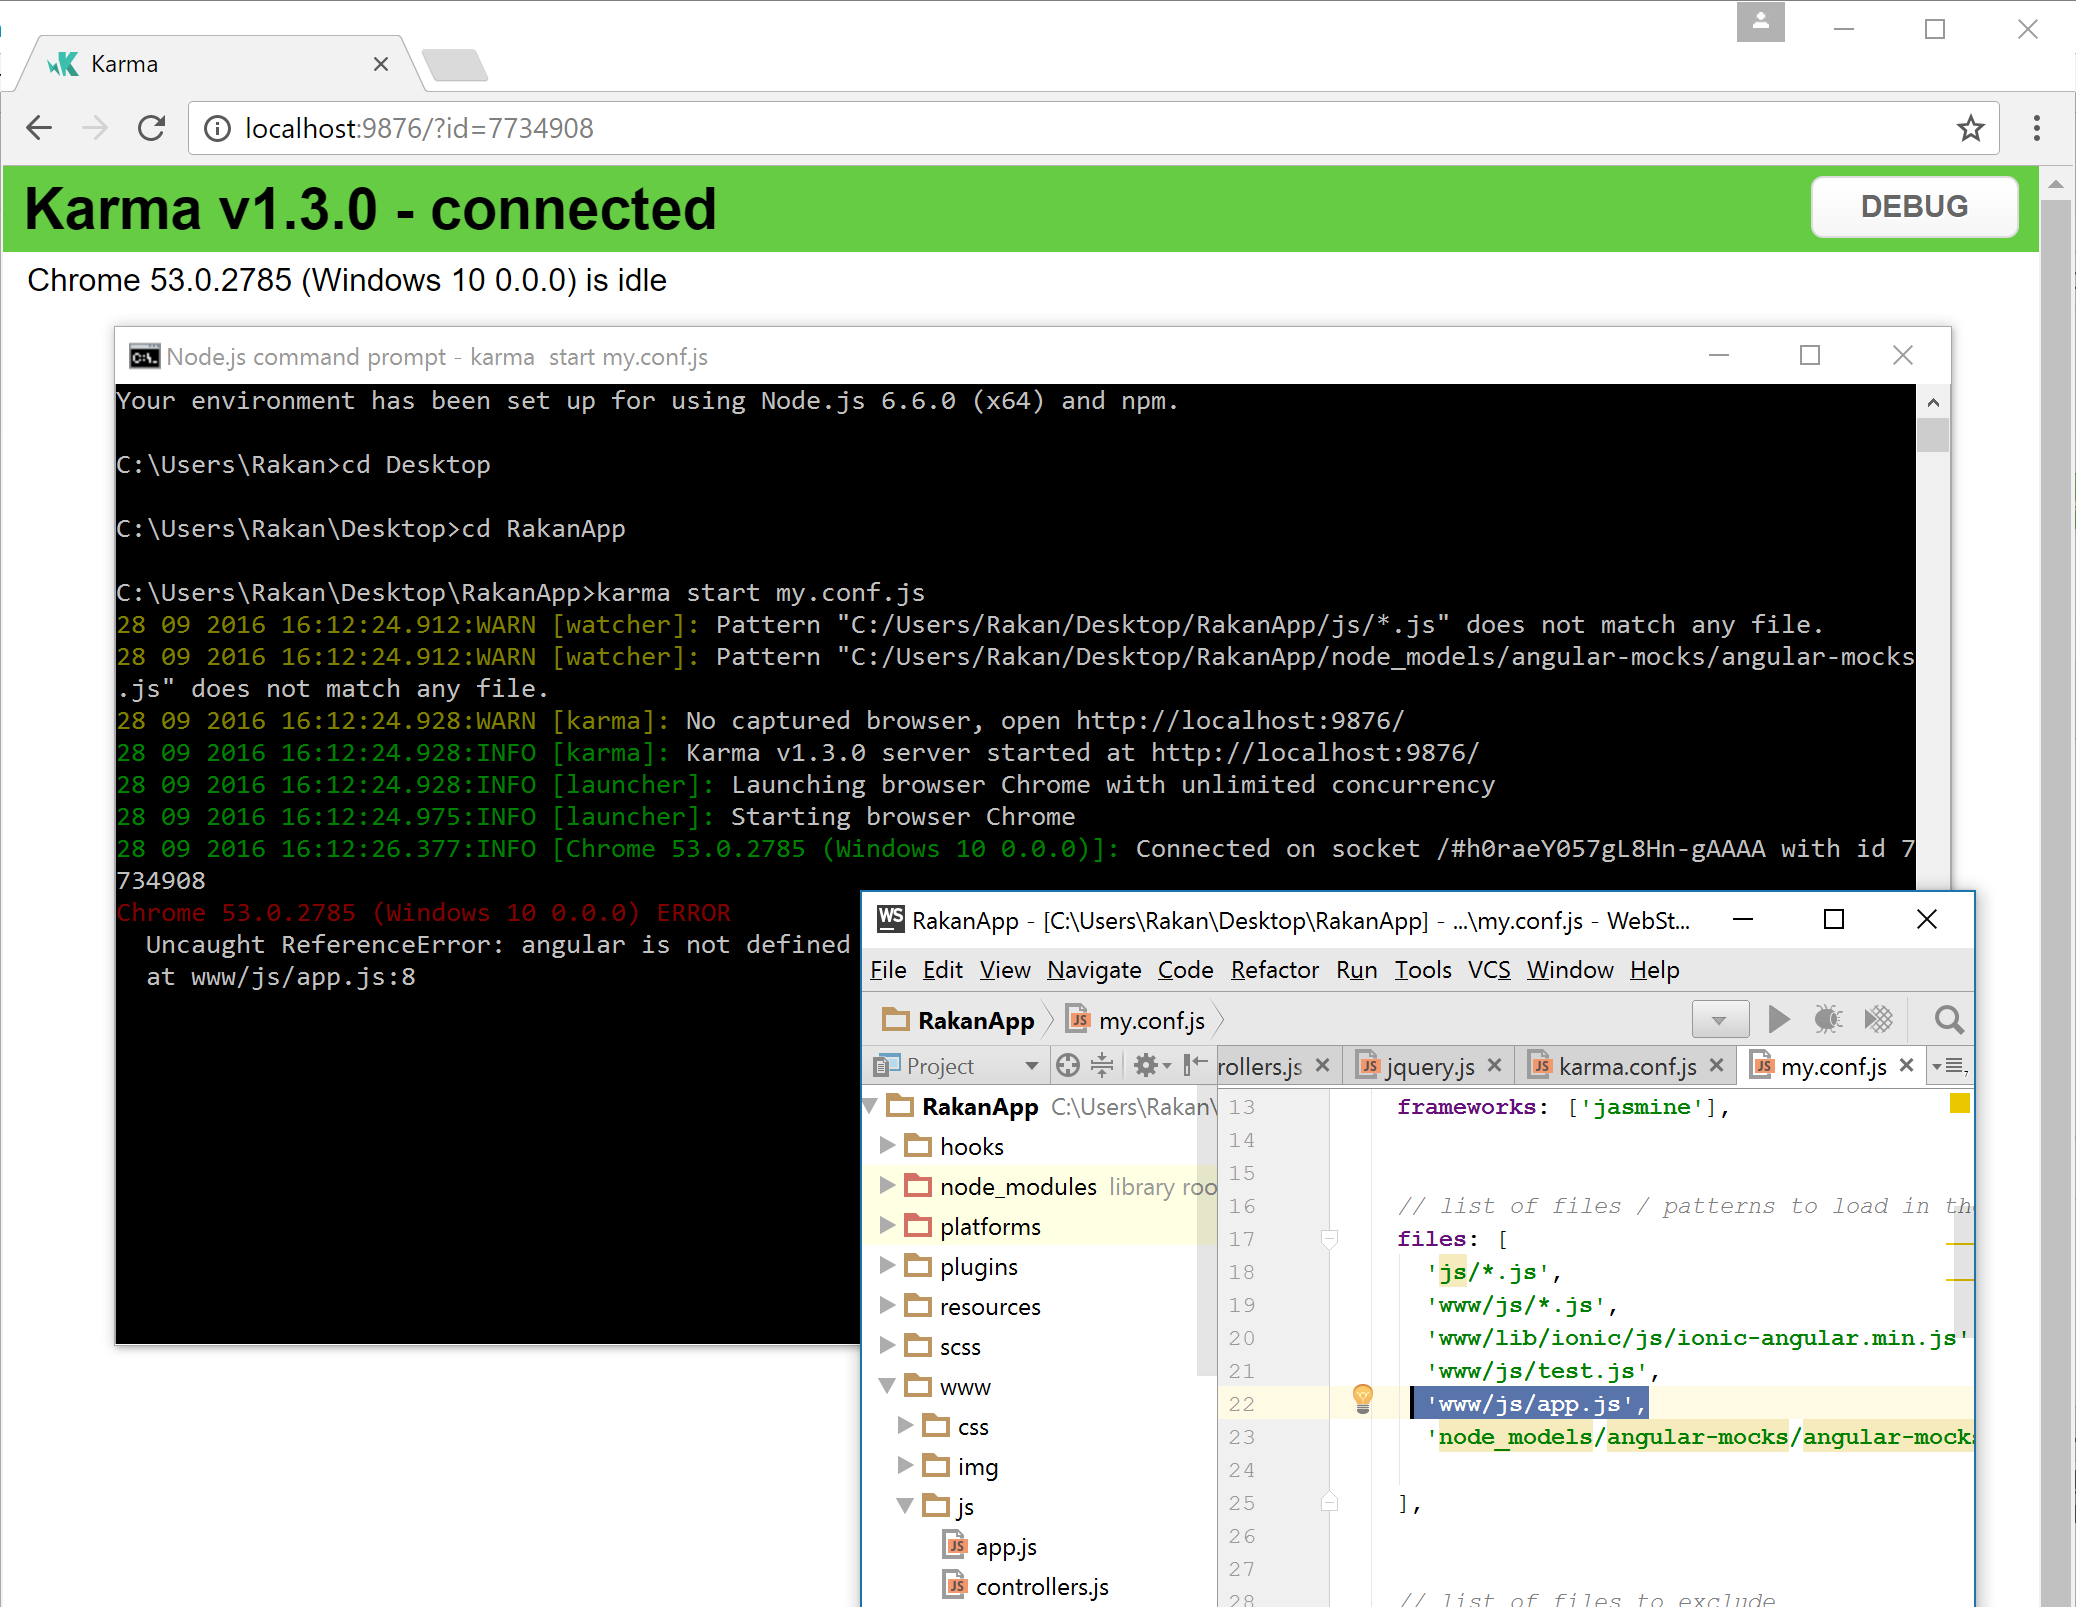 Karma
localhost:9876/?id=7734908
Karma v1.3.0 - connected
DEBUG
Chrome 53.0.2785 (Windows 10 0.0.0) is idle
Node.js command prompt - karma  start my.conf.js
Your environment has been set up for using Node.js 6.6.0 (x64) and npm.
C:\Users\Rakan>cd Desktop
C:\Users\Rakan\Desktop>cd RakanApp
C:\Users\Rakan\Desktop\RakanApp>karma start my.conf.js
28 09 2016 16:12:24.912:WARN [watcher]: Pattern "C:/Users/Rakan/Desktop/RakanApp/js/*.js" does not match any file.
28 09 2016 16:12:24.912:WARN [watcher]: Pattern "C:/Users/Rakan/Desktop/RakanApp/node_models/angular-mocks/angular-mocks
.js" does not match any file.
28 09 2016 16:12:24.928:WARN [karma]: No captured browser, open http://localhost:9876/
28 09 2016 16:12:24.928:INFO [karma]: Karma v1.3.0 server started at http://localhost:9876/
28 09 2016 16:12:24.928:INFO [launcher]: Launching browser Chrome with unlimited concurrency
28 09 2016 16:12:24.975:INFO [launcher]: Starting browser Chrome
28 09 2016 16:12:26.377:INFO [Chrome 53.0.2785 (Windows 10 0.0.0)]: Connected on socket /#h0raeY057gL8Hn-gAAAA with id 7
734908
Chrome 53.0.2785 (Windows 10 0.0.0) ERROR
Uncaught ReferenceError: angular is not defined
at www/js/app.js:8
WS RakanApp - [C:\Users\Rakan\Desktop\RakanApp] - ...\my.conf.js - WebSt...
File Edit View Navigate Code Refactor Run Tools VCS Window Help
RakanApp my.conf.js
Project
rollers.js jquery.js karma.conf.js my.conf.js
RakanApp C:\Users\Rakan\
hooks
node_modules library roo
platforms
plugins
resources
scss
www
css
img
js
app.js
controllers.js
13 frameworks: ['jasmine'],
14
15
16 // list of files / patterns to load in th
17 files: [
18 'js/*.js',
19 'www/js/*.js',
20 'www/lib/ionic/js/ionic-angular.min.js'
21 'www/js/test.js',
22 'www/js/app.js',
23 'node_models/angular-mocks/angular-mock
24
25 ],
26
27
28 // list of files to exclude